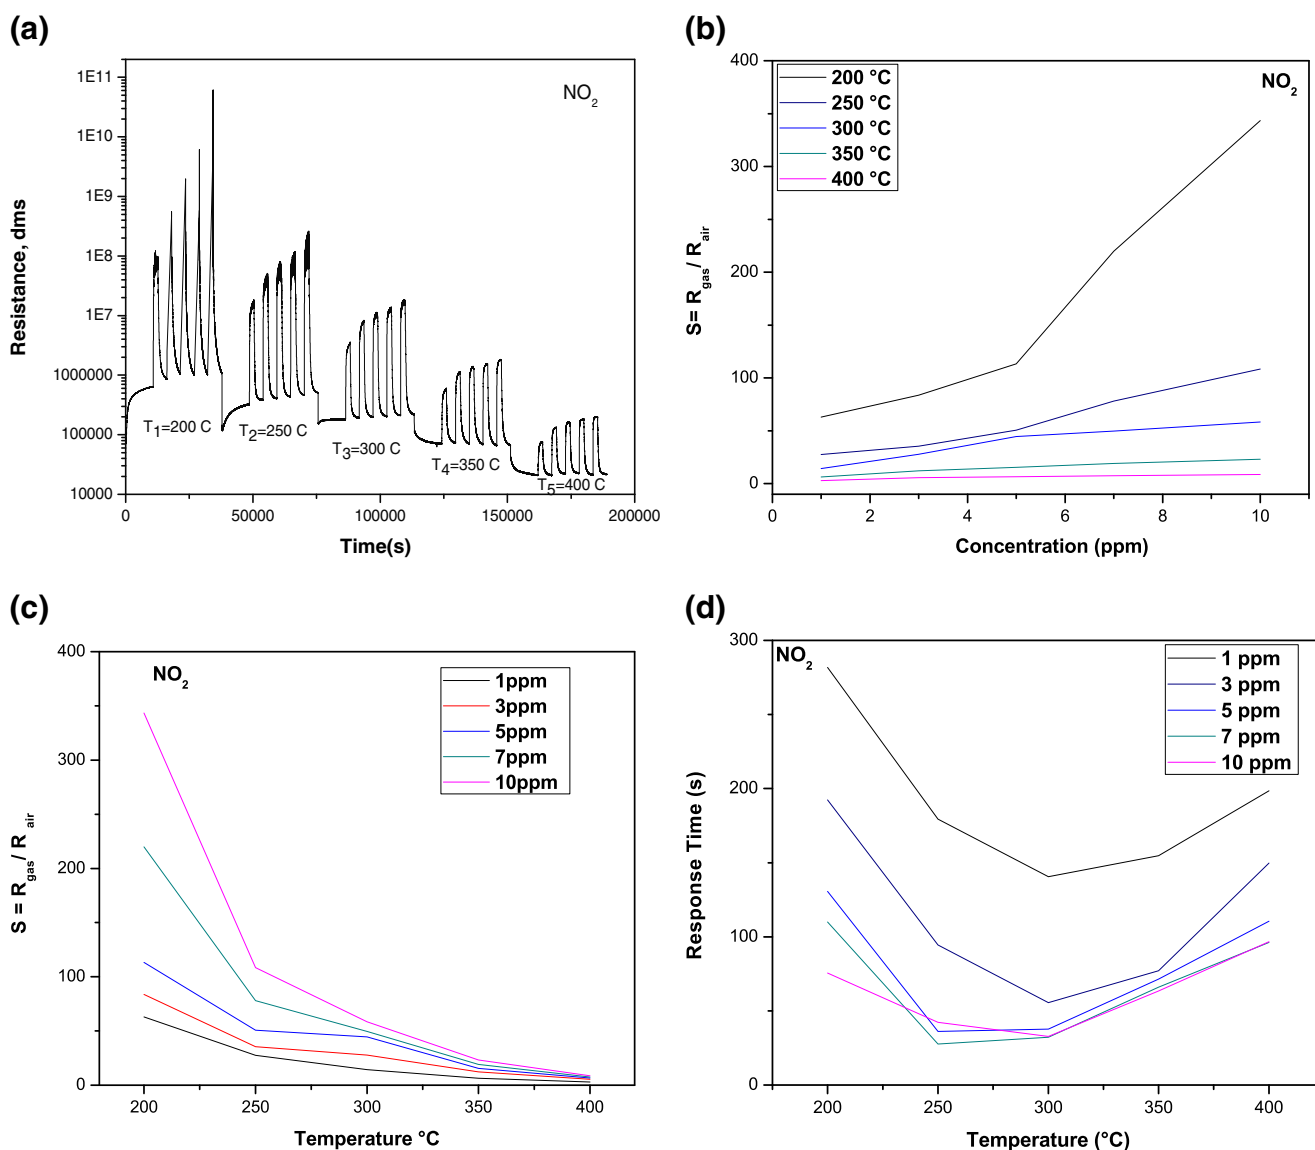 (a)
NO2
1E11
1E10
1E9
1E8
1E7
1000000
100000
10000
Resistance, dms
T1=200 C
T2=250 C
T3=300 C
T4=350 C
T5=400 C
0 50000 100000 150000 200000
Time(s)
(b)
NO2
200 °C
250 °C
300 °C
350 °C
400 °C
400
300
200
100
0
S= Rgas/ Rair
0 2 4 6 8 10
Concentration (ppm)
(c)
NO2
1ppm
3ppm
5ppm
7ppm
10ppm
400
300
200
100
0
S = Rgas/ R air
200 250 300 350 400
Temperature °C
(d)
NO2
1 ppm
3 ppm
5 ppm
7 ppm
10 ppm
300
200
100
0
Response Time (s)
200 250 300 350 400
Temperature (°C)